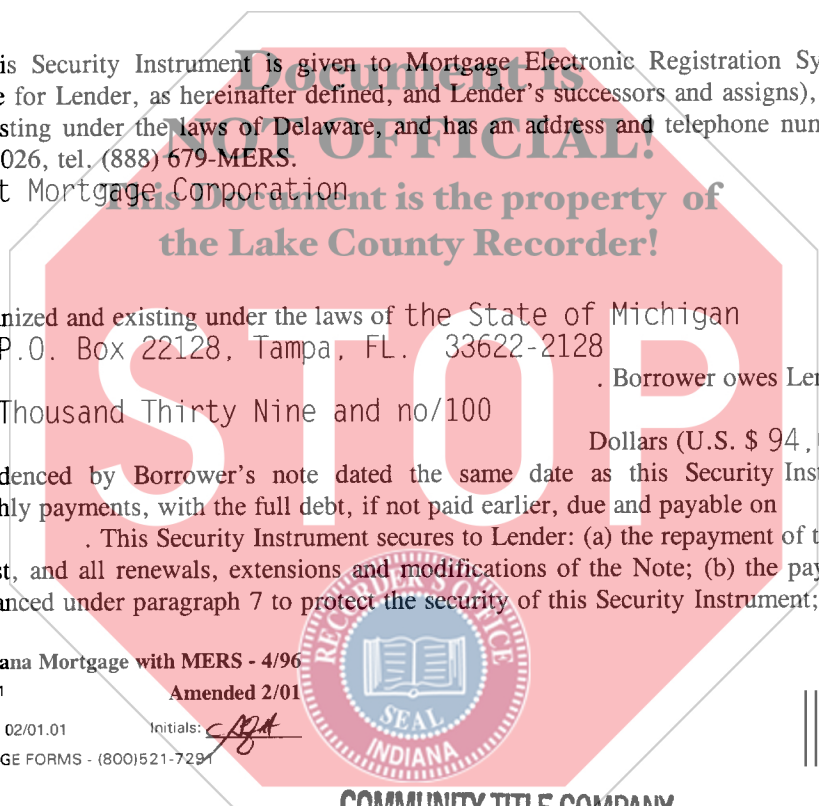 is Security Instrument is given to Mortgage Electronic Registration Sy
Document is
e for Lender, as hereinafter defined, and Lender's successors and assigns),
sting under the laws of Delaware, and has an address and telephone num
NOT OFFICIAL!
026, tel. (888) 679-MERS.
t Mortgage Corporation
This Document is the property of
the Lake County Recorder!
nized and existing under the laws of the State of Michigan
P.O. Box 22128, Tampa, FL. 33622-2128
. Borrower owes Len
Thousand Thirty Nine and no/100
Dollars (U.S. $ 94,
STOP
denced by Borrower's note dated the same date as this Security Inst
hly payments, with the full debt, if not paid earlier, due and payable on
. This Security Instrument secures to Lender: (a) the repayment of t
st, and all renewals, extensions and modifications of the Note; (b) the pay
anced under paragraph 7 to protect the security of this Security Instrument;
RECORDER'S OFFICE
SEAL
INDIANA
ana Mortgage with MERS - 4/96
Amended 2/01
02/01.01
Initials:
GE FORMS - (800)521-7291
COMMUNITY TITLE COMPANY